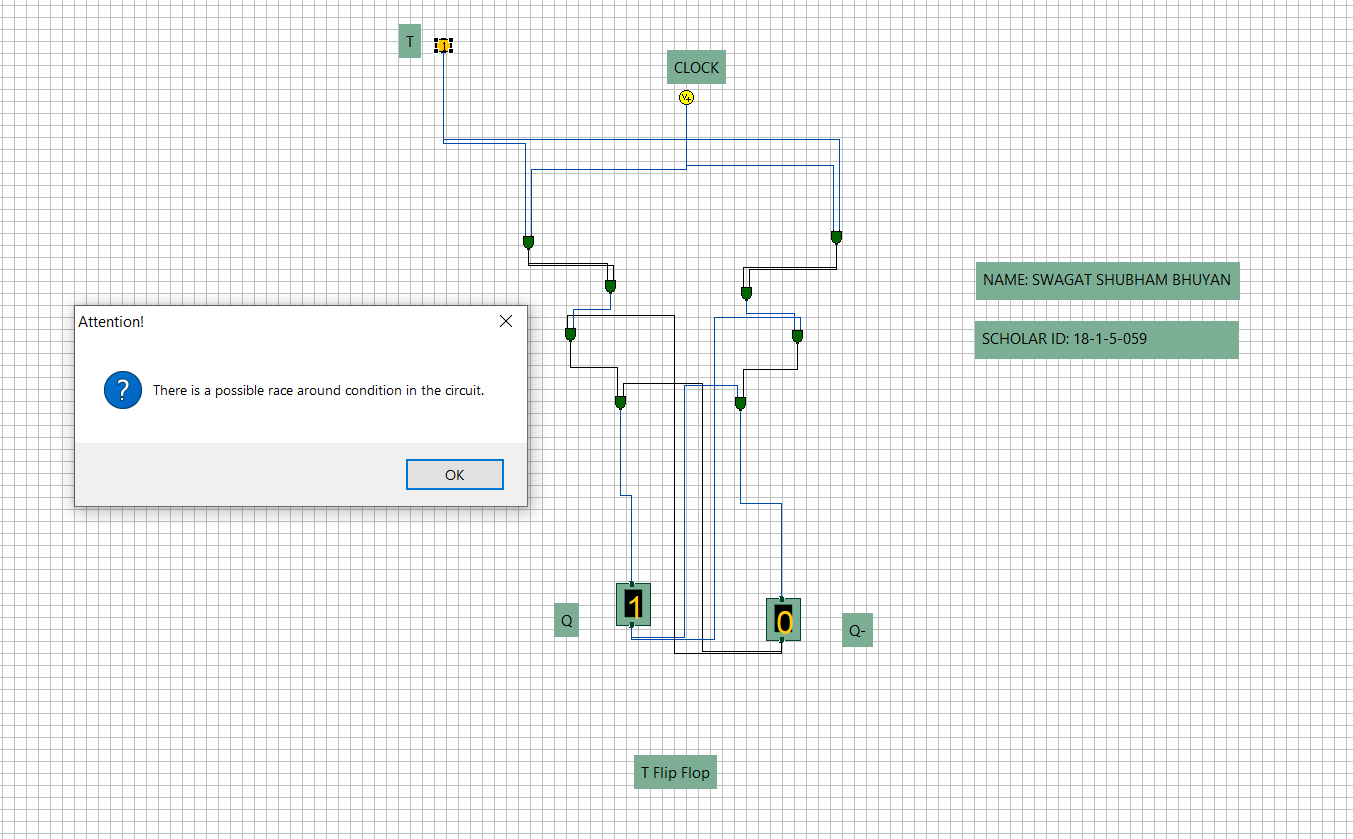 T
1
CLOCK
V+
NAME: SWAGAT SHUBHAM BHUYAN
Attention!
SCHOLAR ID: 18-1-5-059
?
There is a possible race around condition in the circuit.
OK
1
0
Q
Q-
T Flip Flop